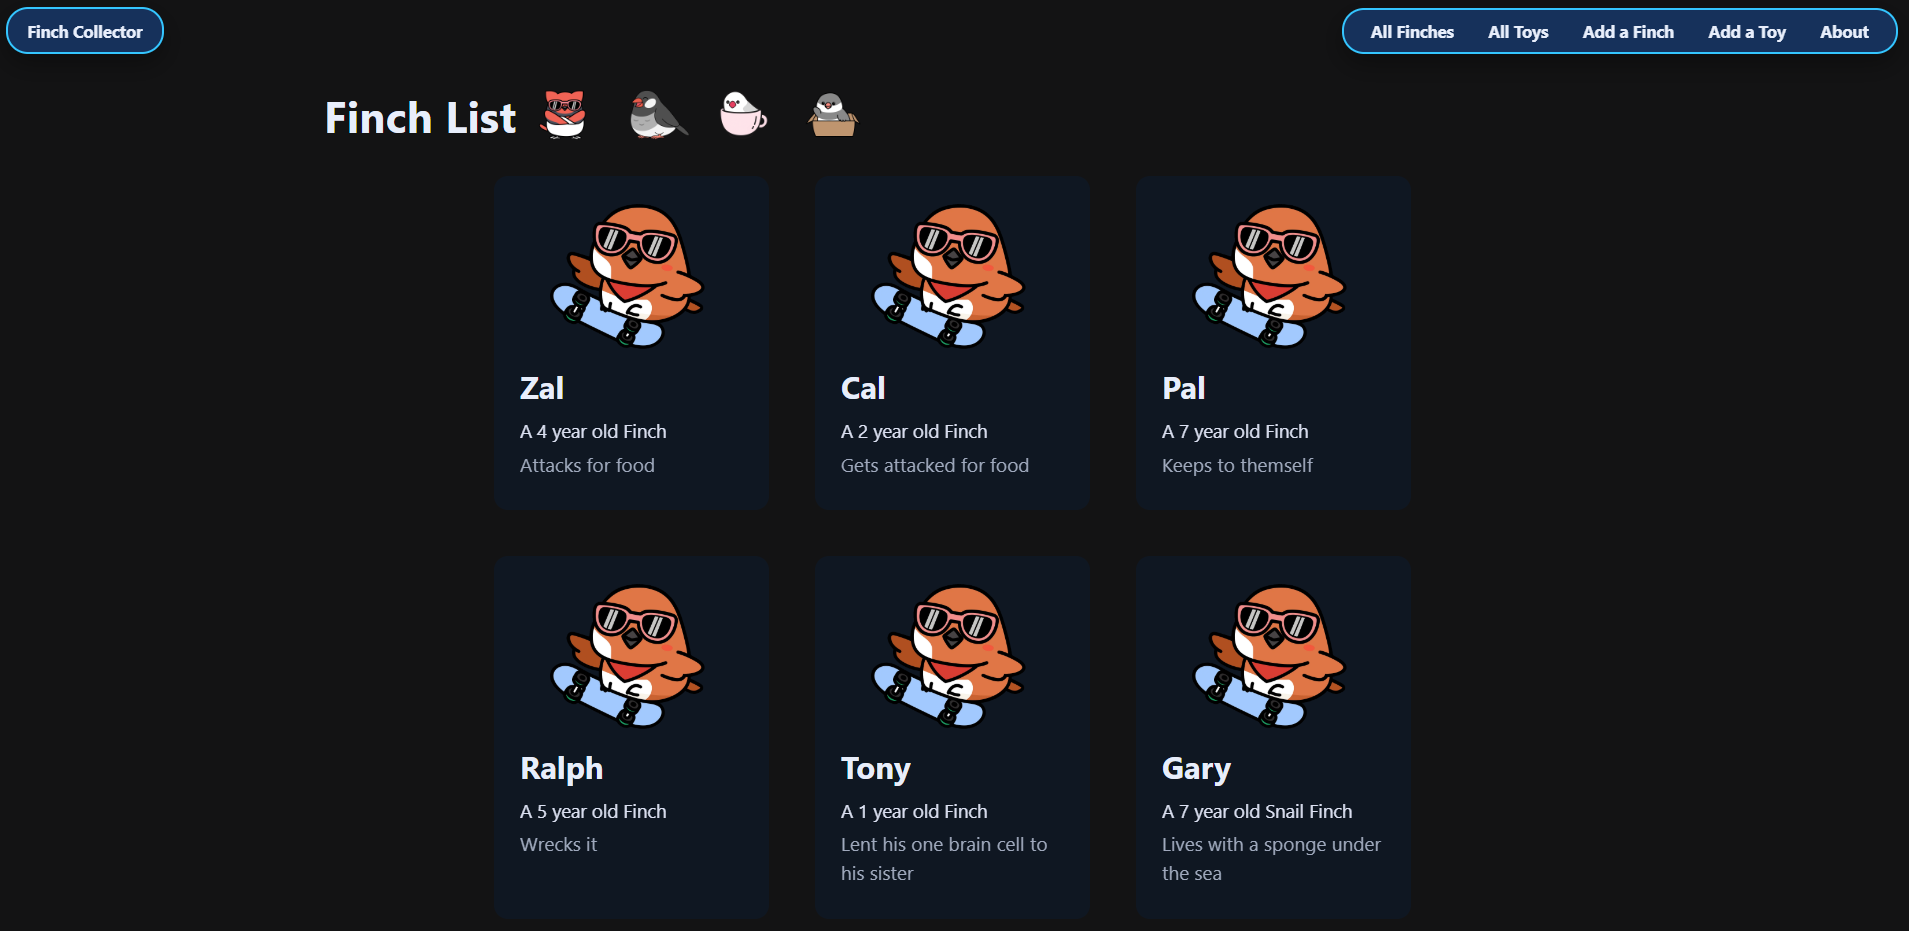 Finch Collector
All Finches All Toys Add a Finch Add a Toy About
Finch List
Zal
A 4 year old Finch
Attacks for food
Cal
A 2 year old Finch
Gets attacked for food
Pal
A 7 year old Finch
Keeps to themself
Ralph
A 5 year old Finch
Wrecks it
Tony
A 1 year old Finch
Lent his one brain cell to
his sister
Gary
A 7 year old Snail Finch
Lives with a sponge under
the sea